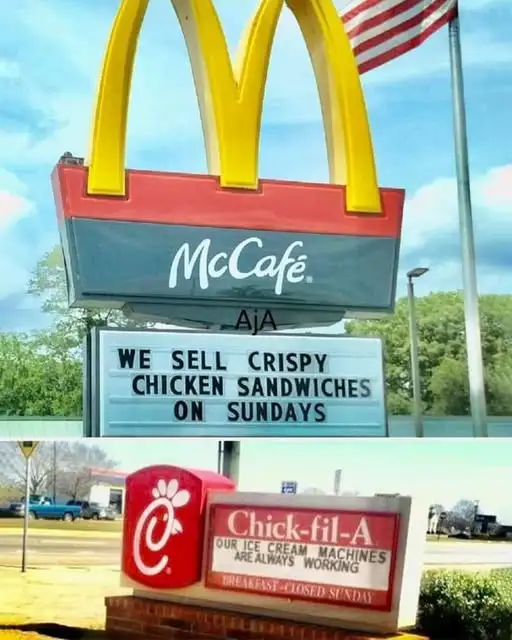 McCafé®
AjA
WE SELL CRISPY
CHICKEN SANDWICHES
ON SUNDAYS
Chick-fil-A
OUR ICE CREAM MACHINES
ARE ALWAYS WORKING
BREAKFAST-CLOSED SUNDAY